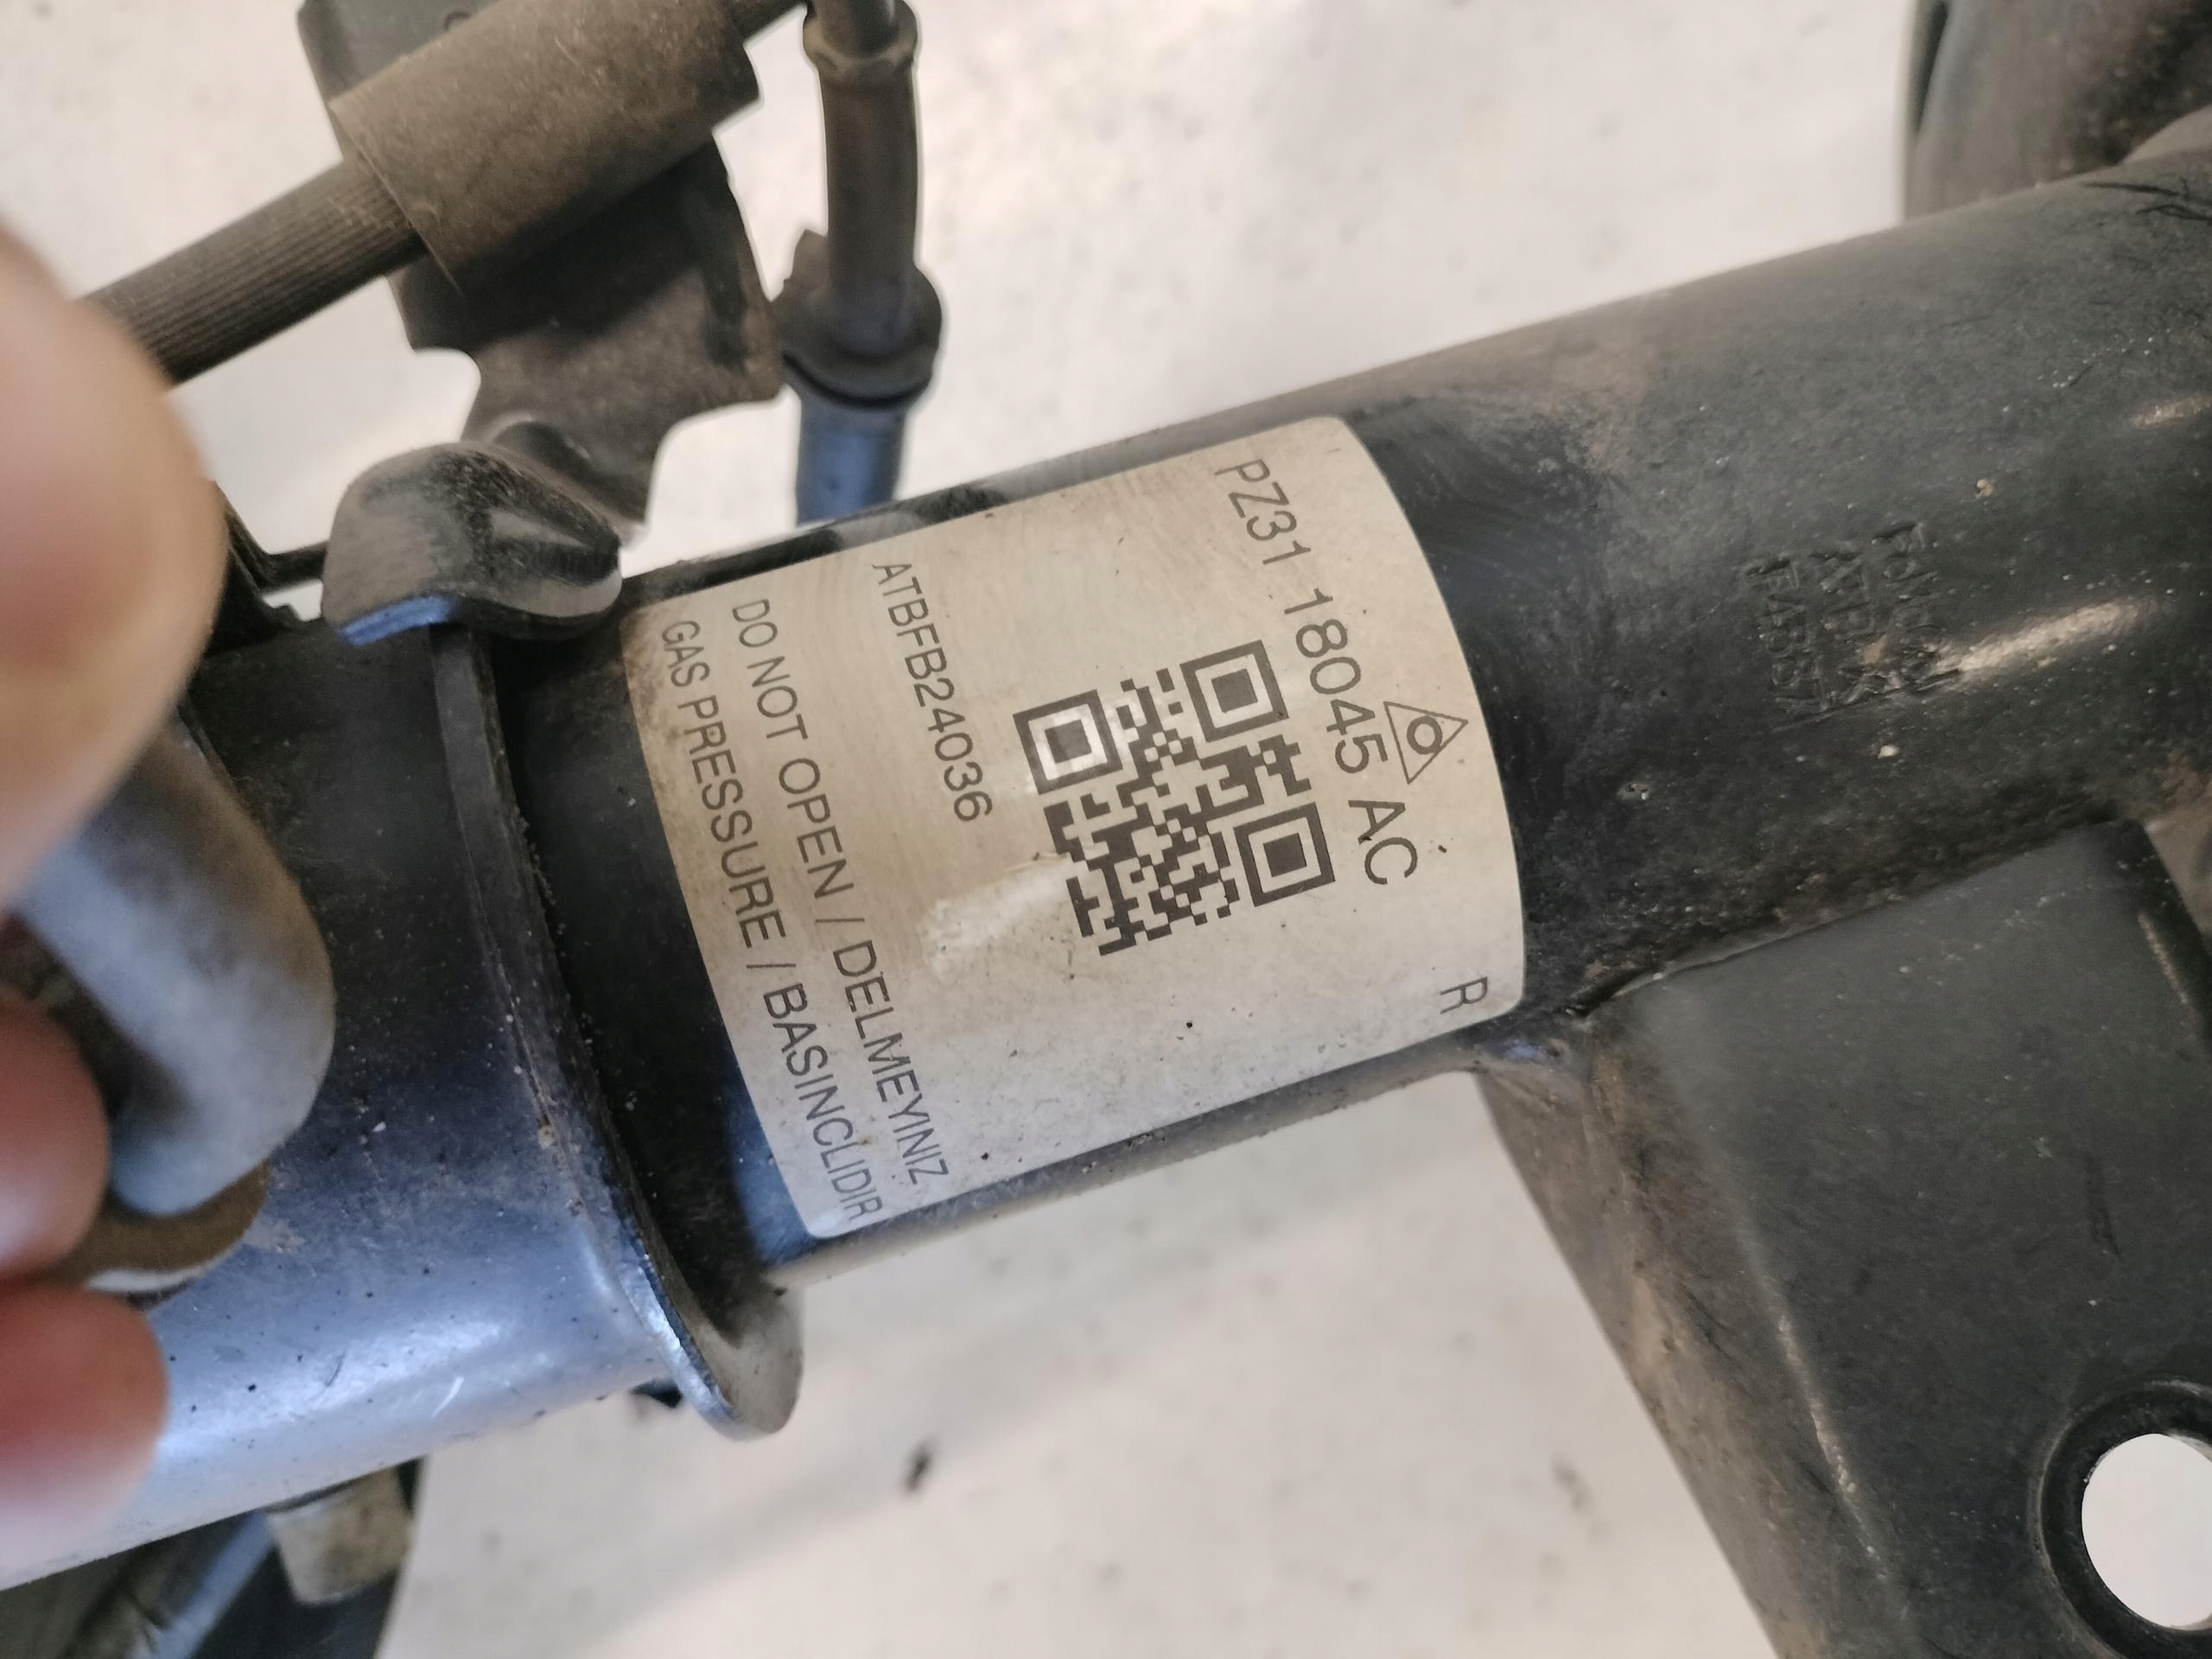 PZ31 18045 AC
R
ATBFB24036
DO NOT OPEN / DELMEYINIZ
GAS PRESSURE / BASINCLIDIR